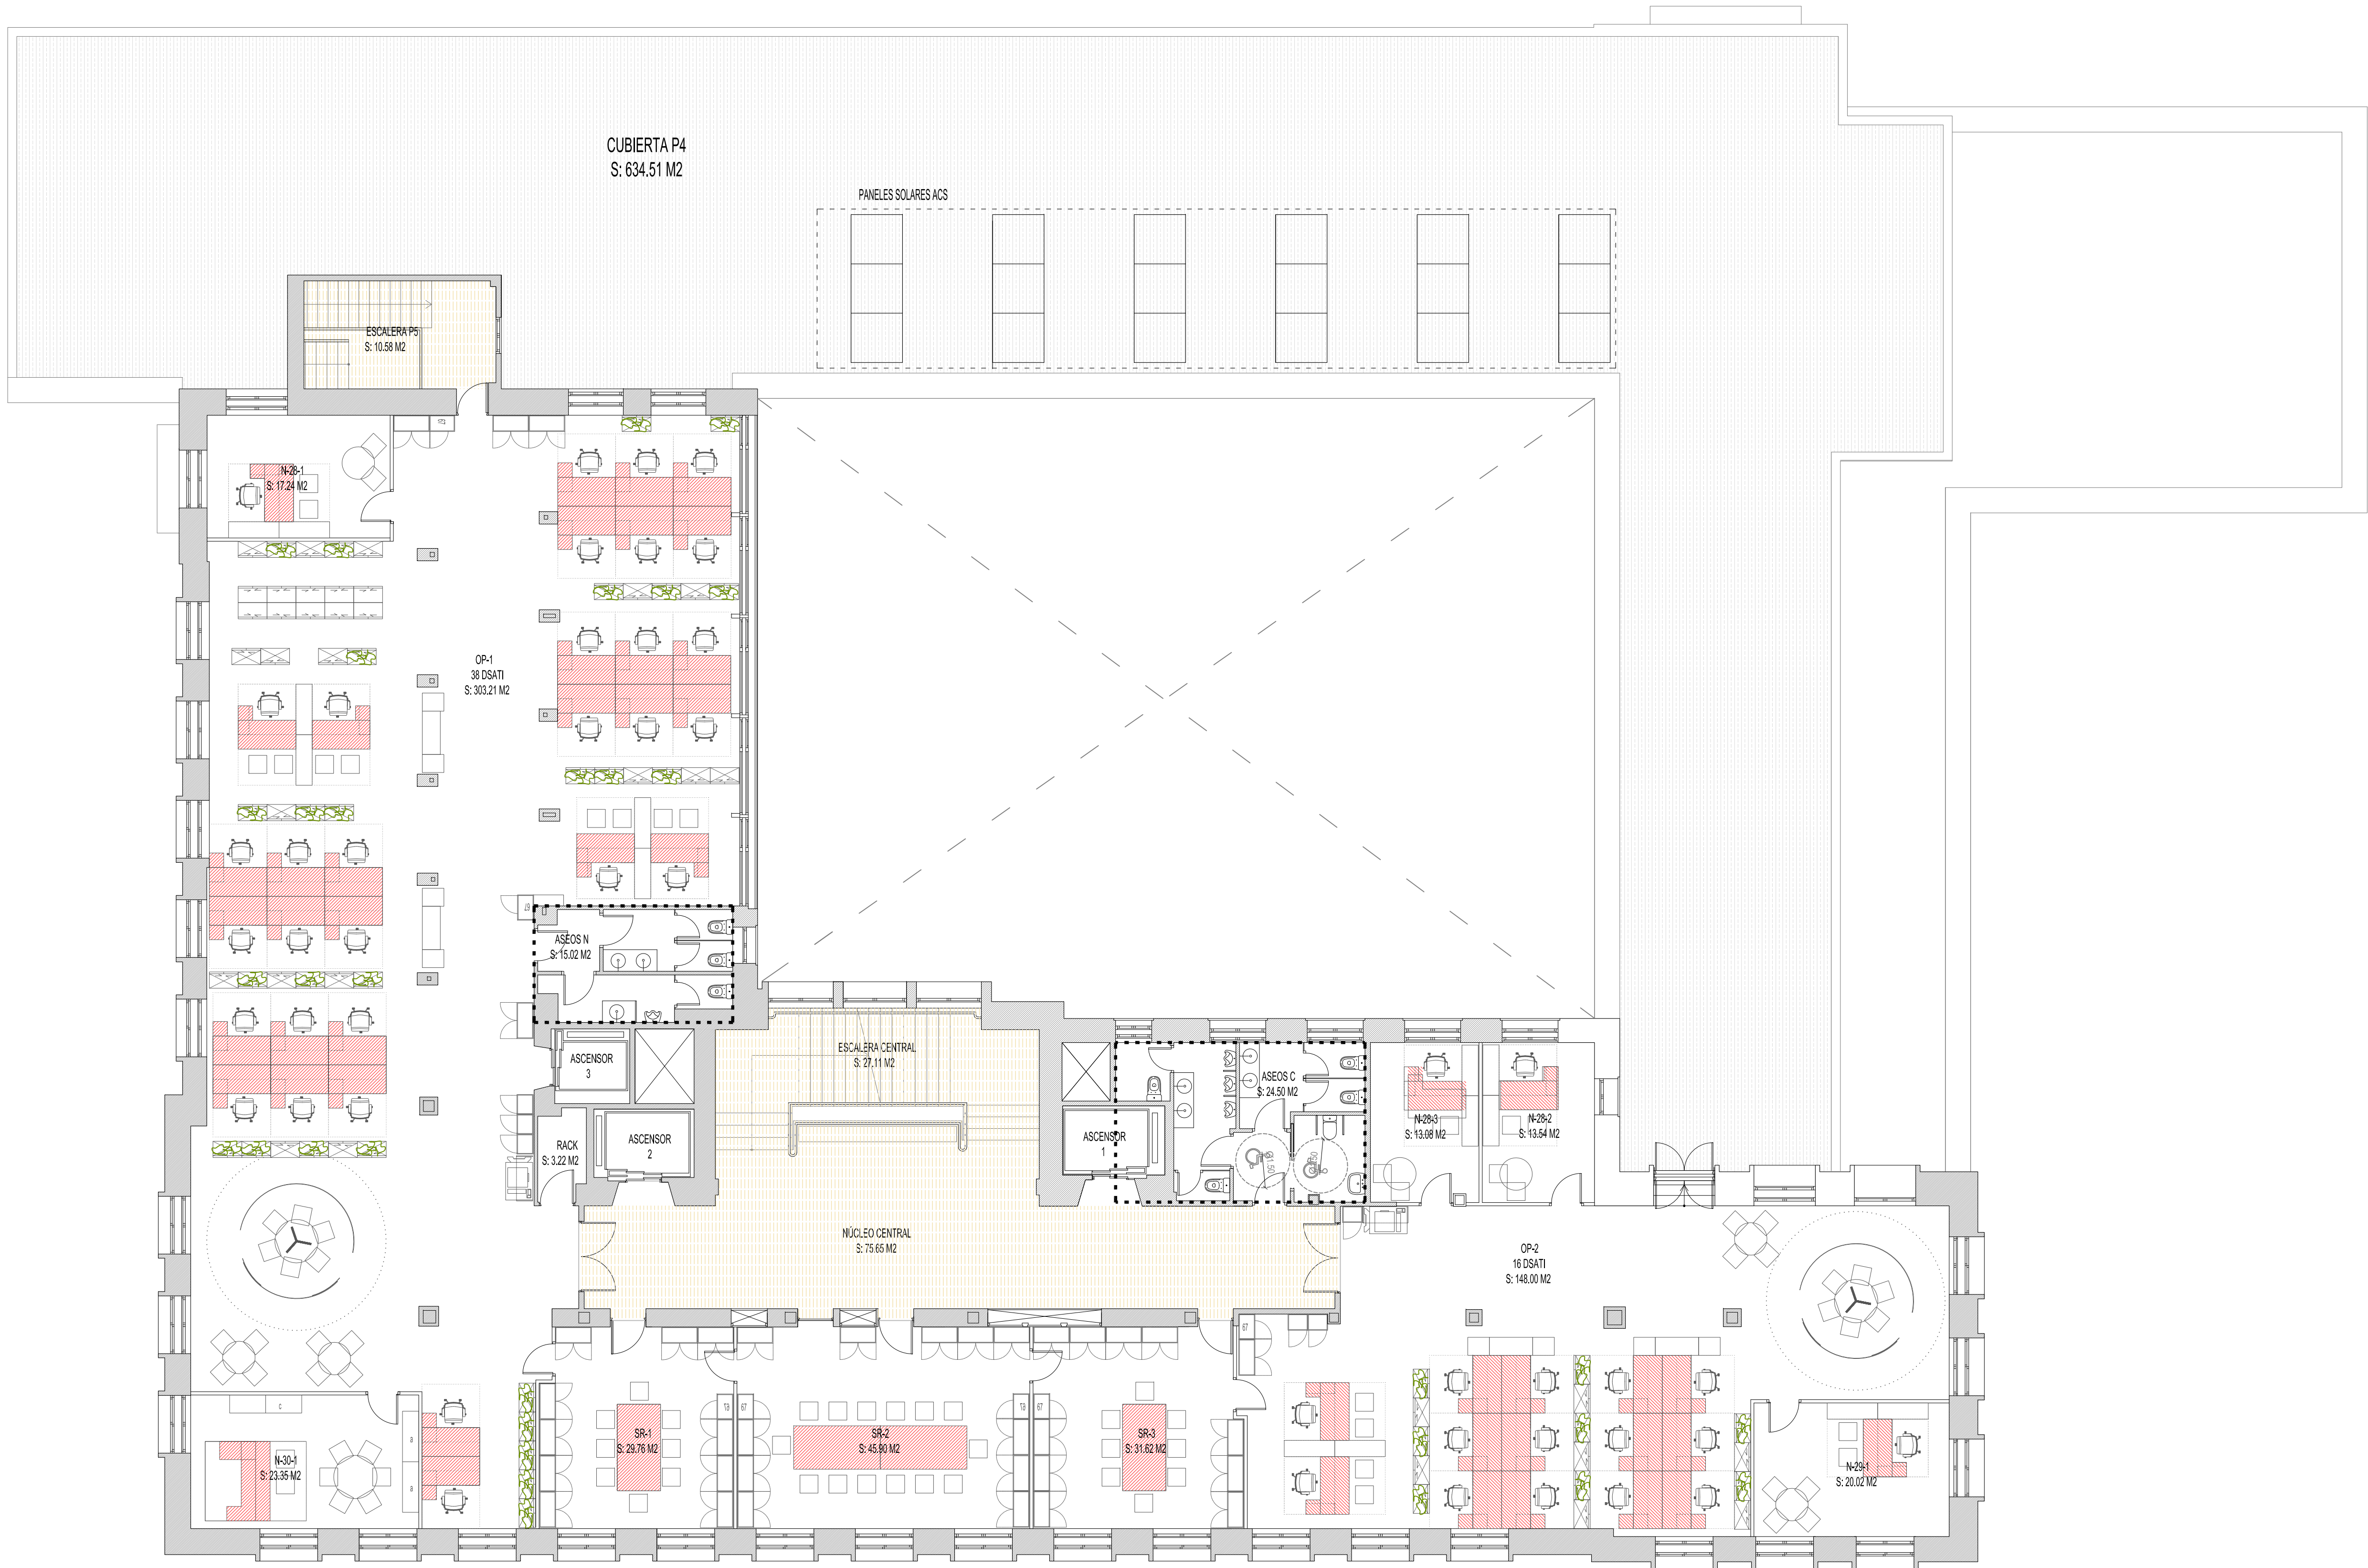 CUBIERTA P4
S: 634.51 M2
PANELES SOLARES ACS
ESCALERA P5
S: 10.58 M2
N-28-1
S: 17.24 M2
OP-1
38 DSATI
S: 303.21 M2
ASEOS N
S: 15.02 M2
ASCENSOR
3
RACK
S: 3.22 M2
ASCENSOR
2
ESCALERA CENTRAL
S: 27.11 M2
NÚCLEO CENTRAL
S: 75.65 M2
ASCENSOR
1
ASEOS C
S: 24.50 M2
N-28-3
S: 13.08 M2
N-28-2
S: 13.54 M2
OP-2
16 DSATI
S: 148.00 M2
N-30-1
S: 23.35 M2
SR-1
S: 29.76 M2
SR-2
S: 45.90 M2
SR-3
S: 31.62 M2
N-29-1
S: 20.02 M2
67
67
67
67
67